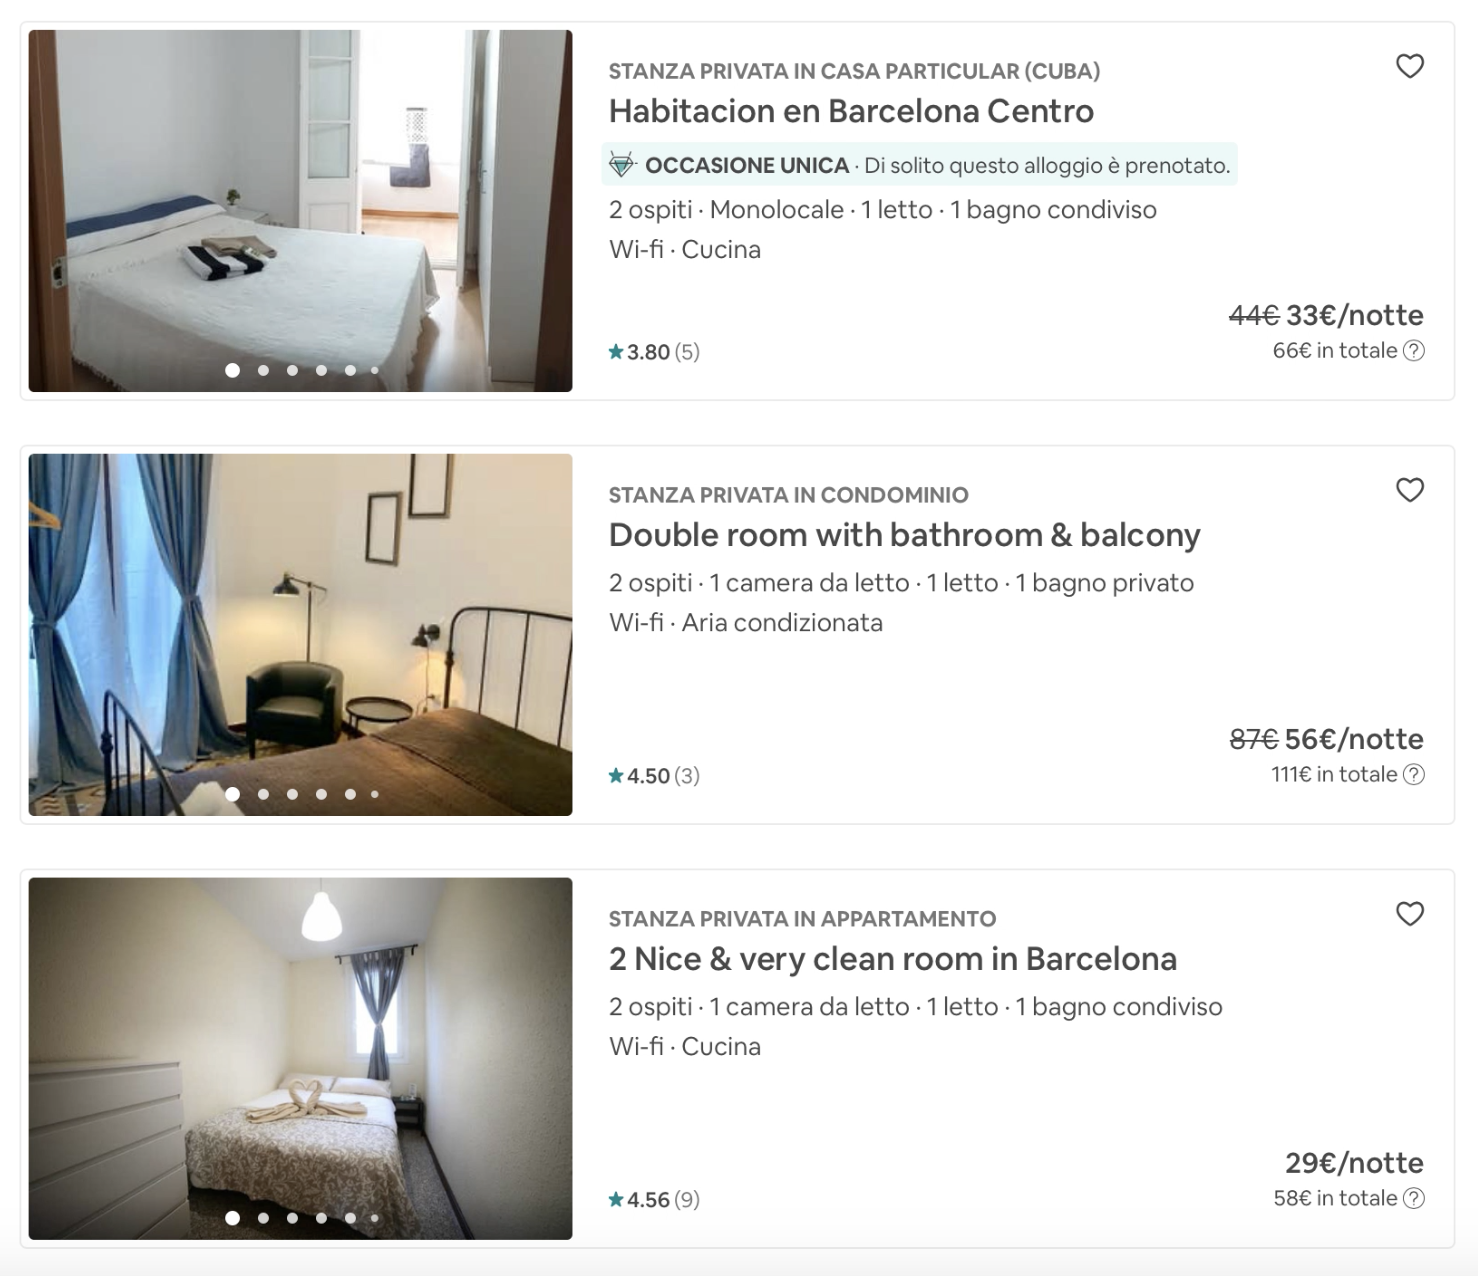 STANZA PRIVATA IN CASA PARTICULAR (CUBA)
Habitacion en Barcelona Centro
OCCASIONE UNICA · Di solito questo alloggio è prenotato.
2 ospiti · Monolocale · 1 letto · 1 bagno condiviso
Wi-fi · Cucina
44€ 33€/notte
3.80 (5)
66€ in totale ?
STANZA PRIVATA IN CONDOMINIO
Double room with bathroom & balcony
2 ospiti · 1 camera da letto · 1 letto · 1 bagno privato
Wi-fi · Aria condizionata
87€ 56€/notte
4.50 (3)
111€ in totale ?
STANZA PRIVATA IN APPARTAMENTO
2 Nice & very clean room in Barcelona
2 ospiti · 1 camera da letto · 1 letto · 1 bagno condiviso
Wi-fi · Cucina
29€/notte
4.56 (9)
58€ in totale ?